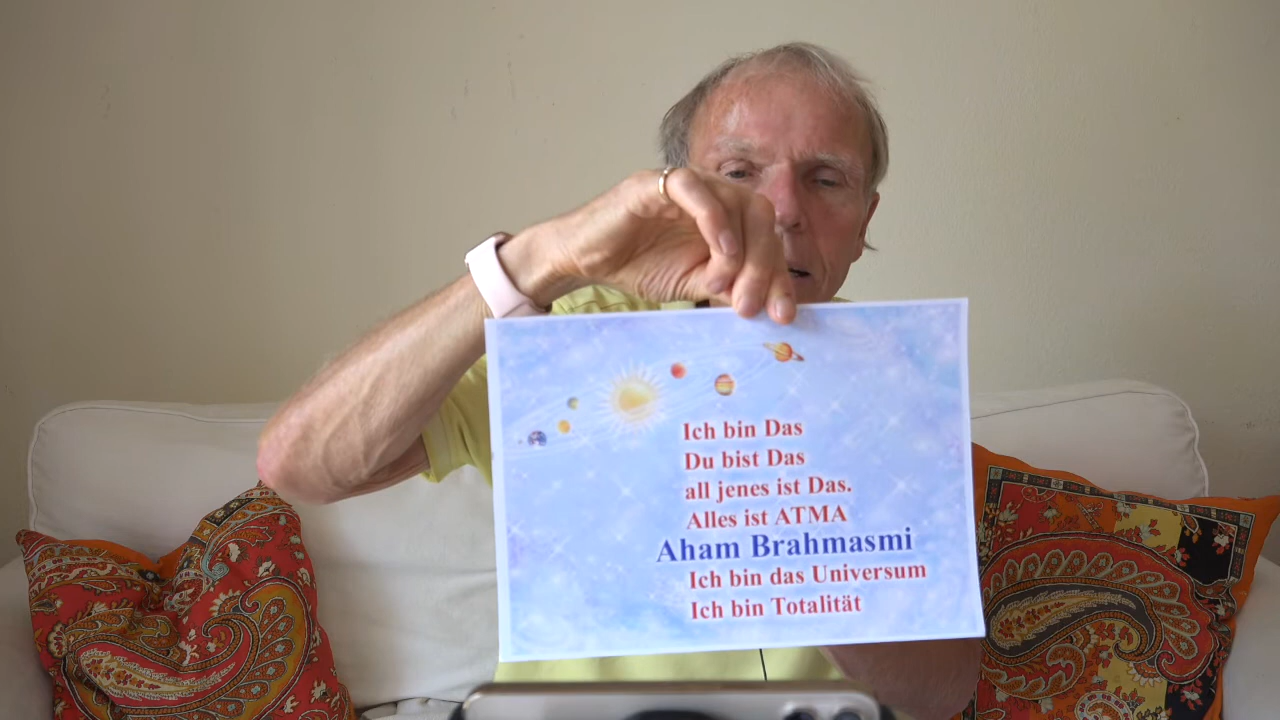 Ich bin Das
Du bist Das
all jenes ist Das.
Alles ist ATMA
Aham Brahmasmi
Ich bin das Universum
Ich bin Totalität